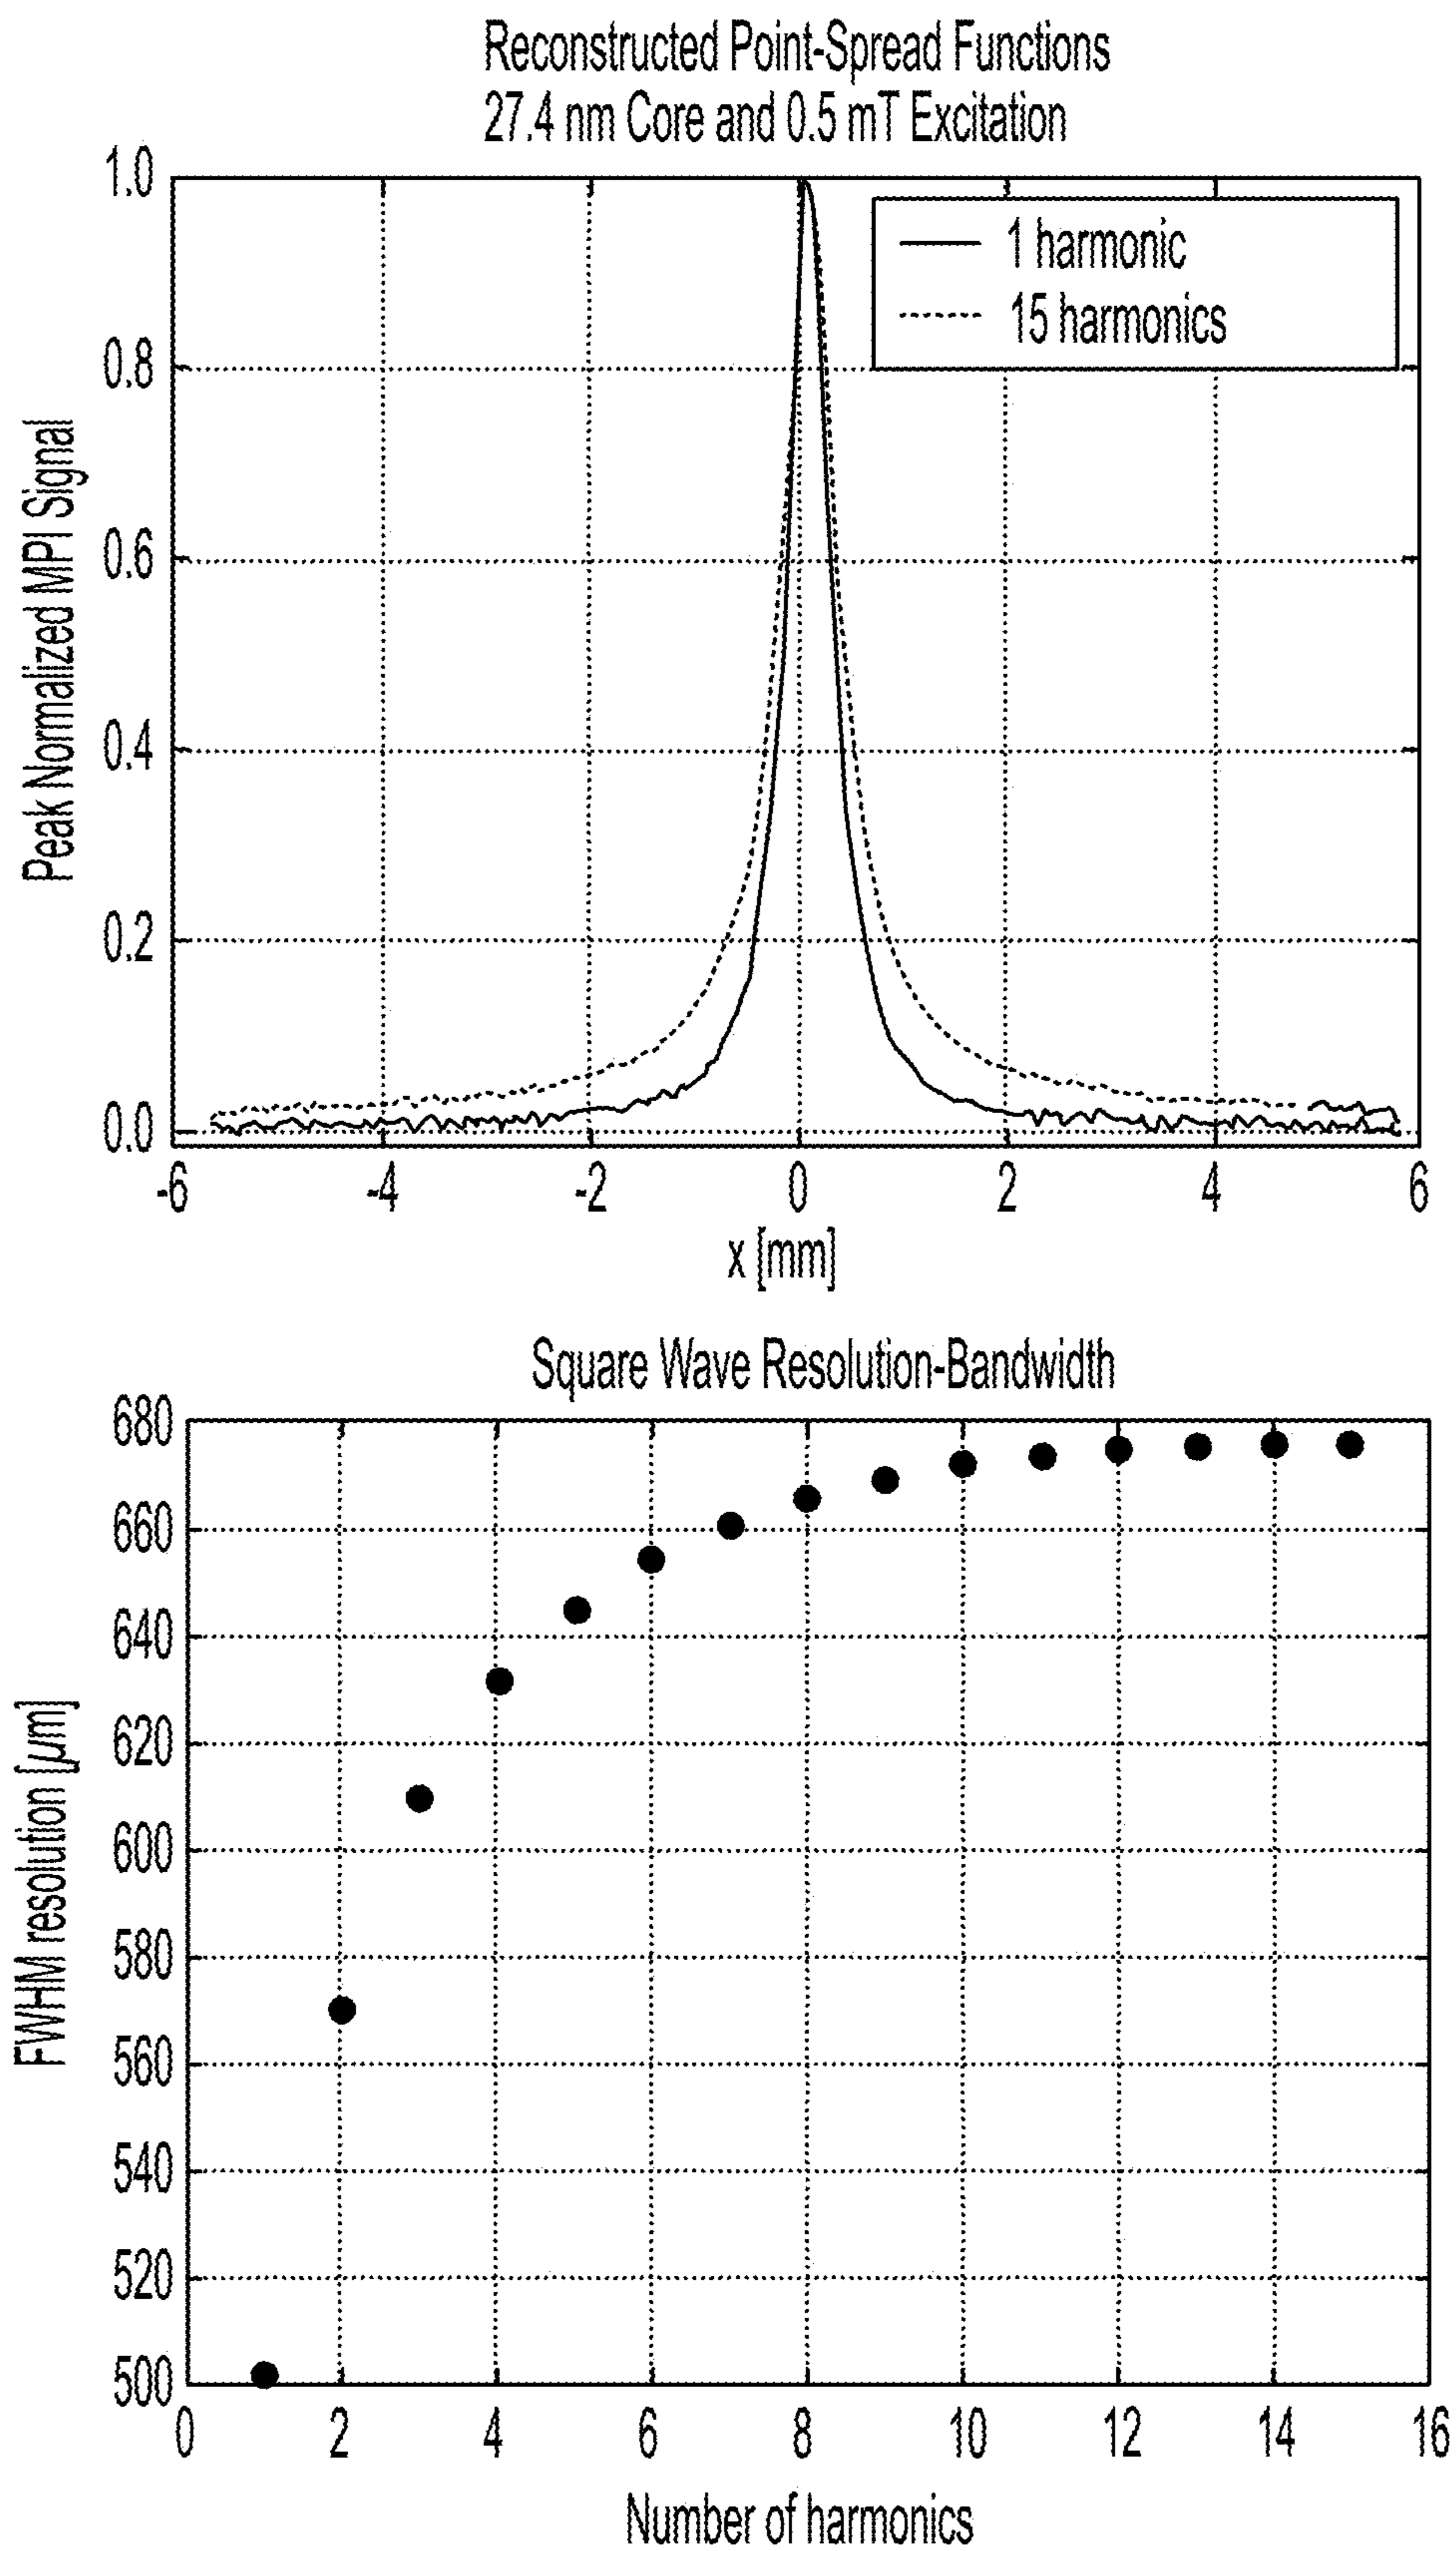 Reconstructed Point-Spread Functions
27.4 nm Core and 0.5 mT Excitation
1.0
0.8
0.6
0.4
0.2
0.0
Peak Normalized MPI Signal
1 harmonic
15 harmonics
-6 -4 -2 0 2 4 6
x [mm]
Square Wave Resolution-Bandwidth
680
660
640
620
600
580
560
540
520
500
FWHM resolution [μm]
0 2 4 6 8 10 12 14 16
Number of harmonics